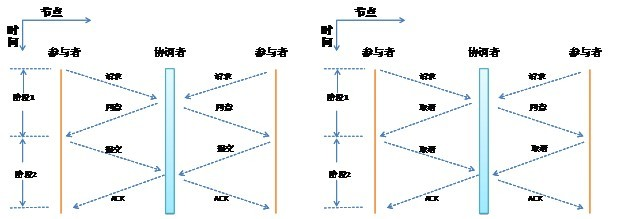 节点
时间
参与者 协调者 参与者
请求 请求
阶段1
同意 同意
提交 提交
阶段2
ACK ACK
节点
时间
参与者 协调者 参与者
请求 请求
阶段1
取消 同意
取消 取消
阶段2
ACK ACK